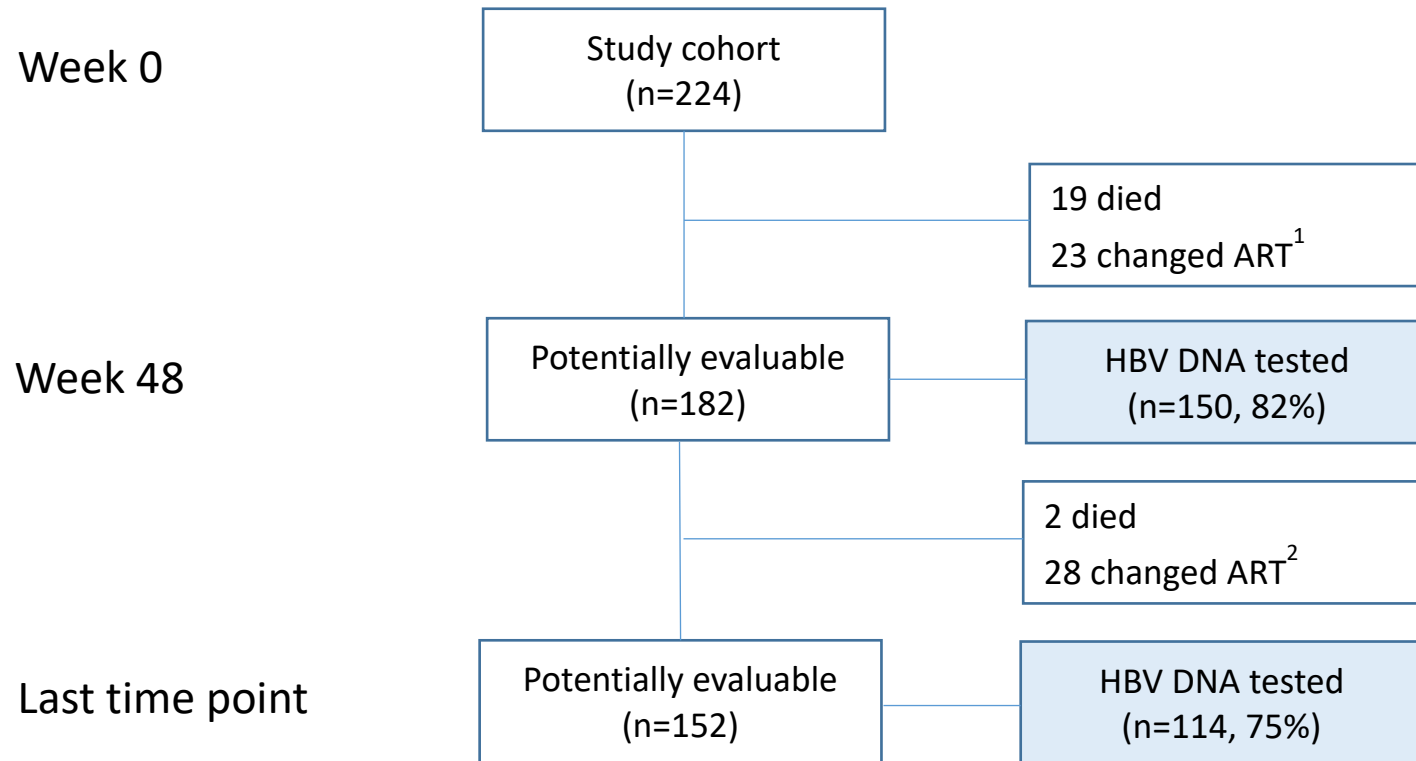 Week 0
Study cohort
(n=224)
19 died
23 changed ART¹
Week 48
Potentially evaluable
(n=182)
HBV DNA tested
(n=150, 82%)
2 died
28 changed ART²
Last time point
Potentially evaluable
(n=152)
HBV DNA tested
(n=114, 75%)